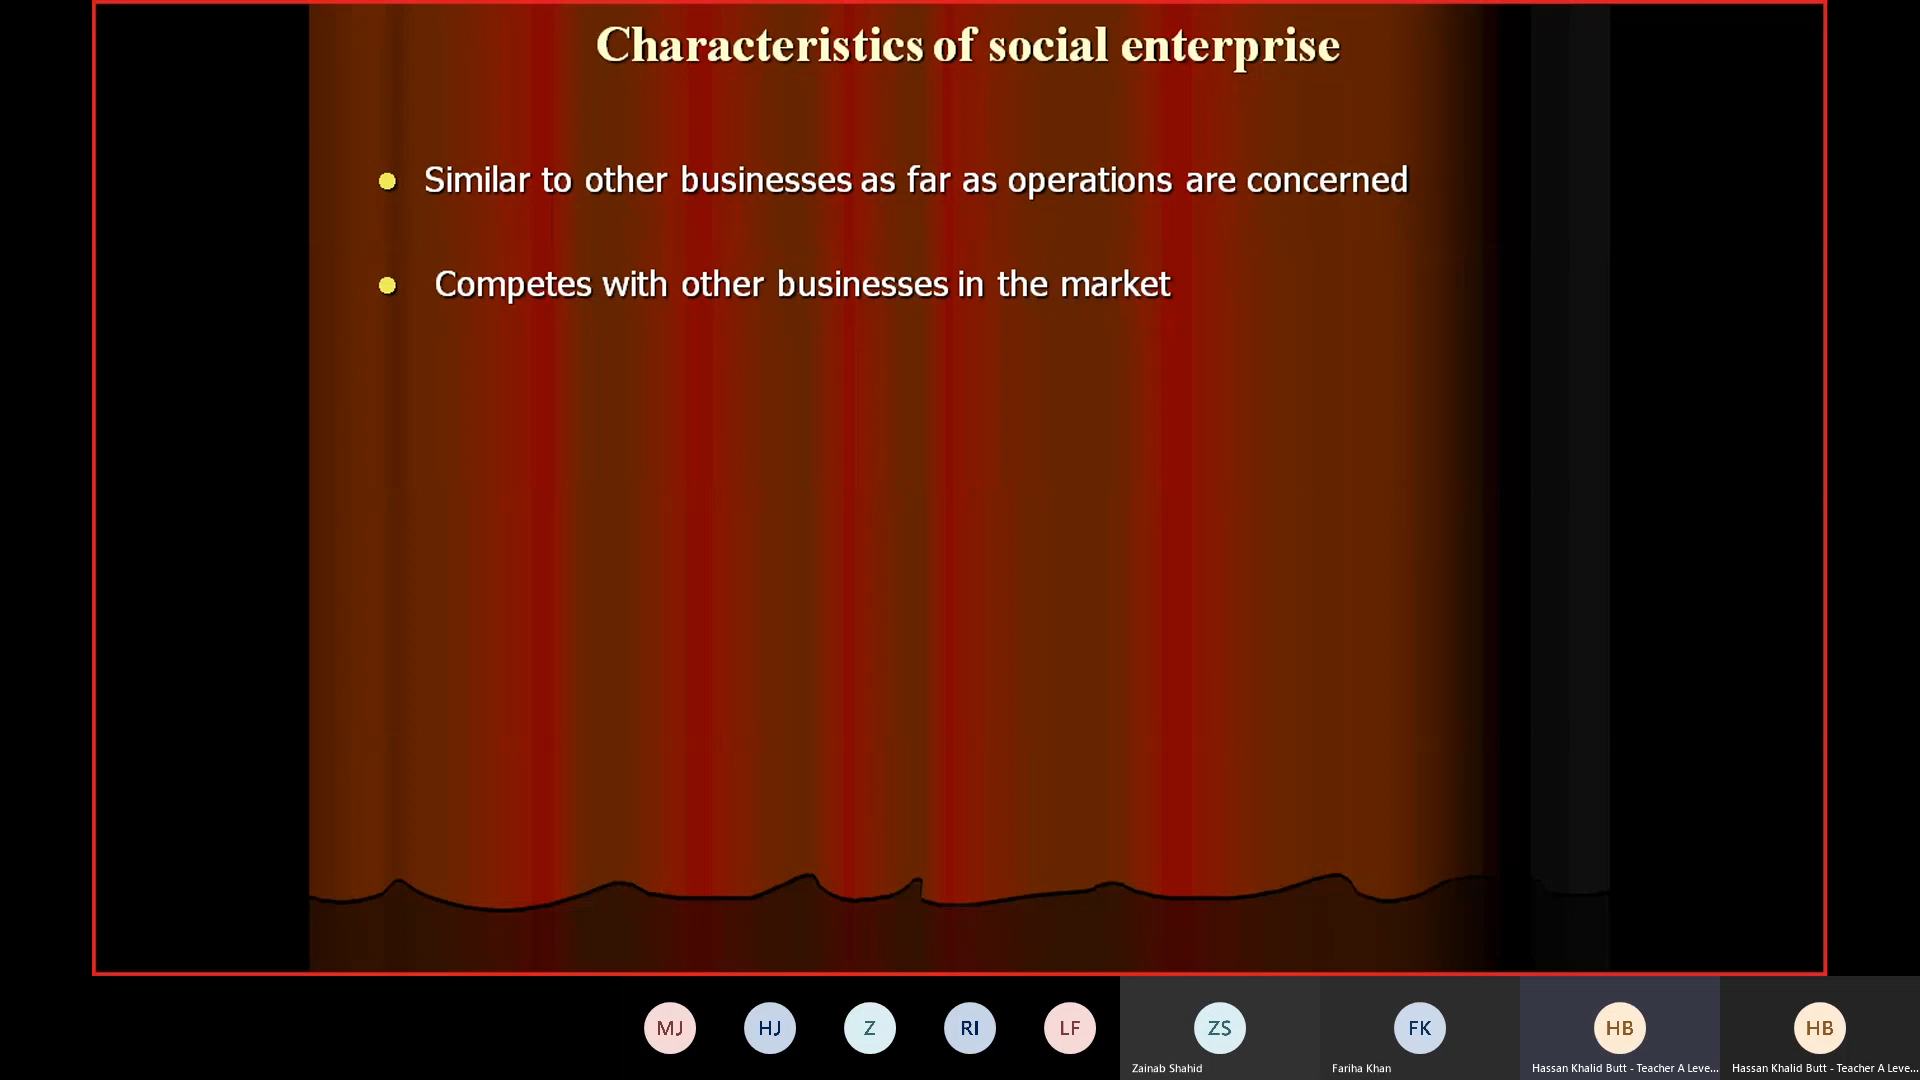 Characteristics of social enterprise
Similar to other businesses as far as operations are concerned
Competes with other businesses in the market
MJ
HJ
Z
RI
LF
ZS
FK
HB
HB
Zainab Shahid
Fariha Khan
Hassan Khalid Butt - Teacher A Leve...
Hassan Khalid Butt - Teacher A Leve...